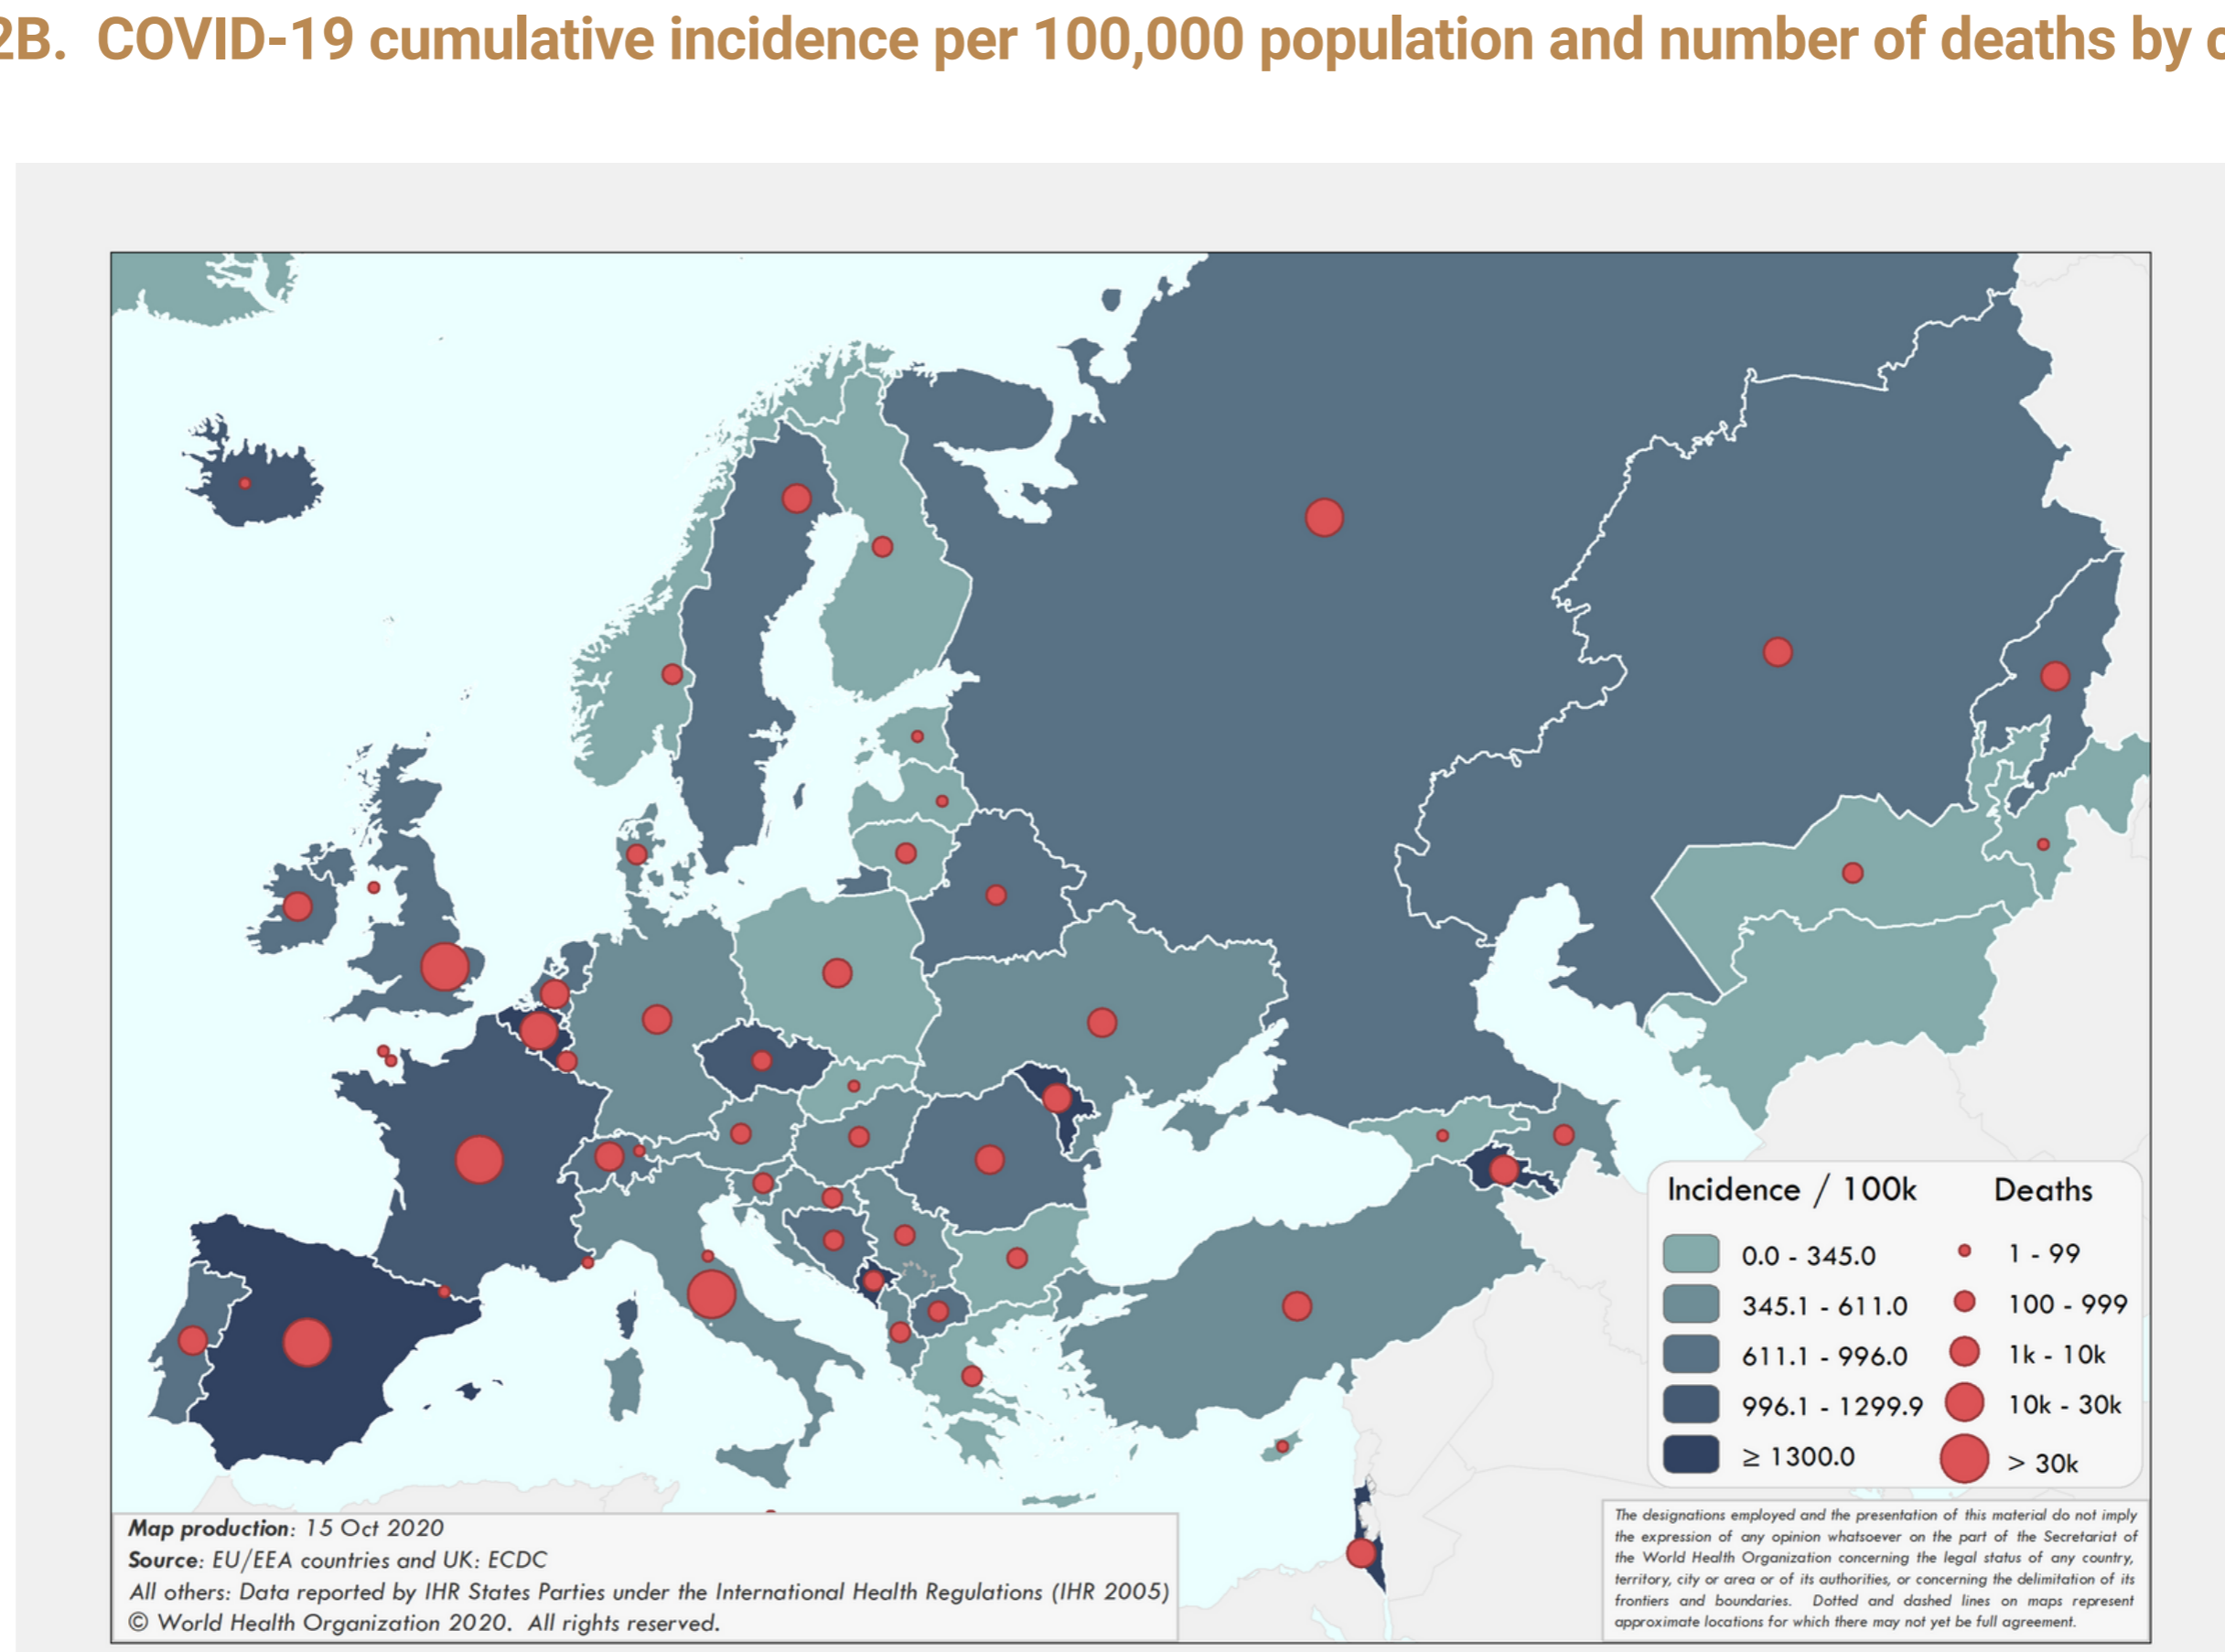 2B. COVID-19 cumulative incidence per 100,000 population and number of deaths by
Incidence / 100k
Deaths
0.0 - 345.0
1 - 99
345.1 - 611.0
100 - 999
611.1 - 996.0
1k - 10k
996.1 - 1299.9
10k - 30k
≥ 1300.0
> 30k
Map production: 15 Oct 2020
Source: EU/EEA countries and UK: ECDC
All others: Data reported by IHR States Parties under the International Health Regulations (IHR 2005)
© World Health Organization 2020. All rights reserved.
The designations employed and the presentation of this material do not imply
the expression of any opinion whatsoever on the part of the Secretariat of
the World Health Organization concerning the legal status of any country,
territory, city or area or of its authorities, or concerning the delimitation of its
frontiers and boundaries. Dotted and dashed lines on maps represent
approximate locations for which there may not yet be full agreement.